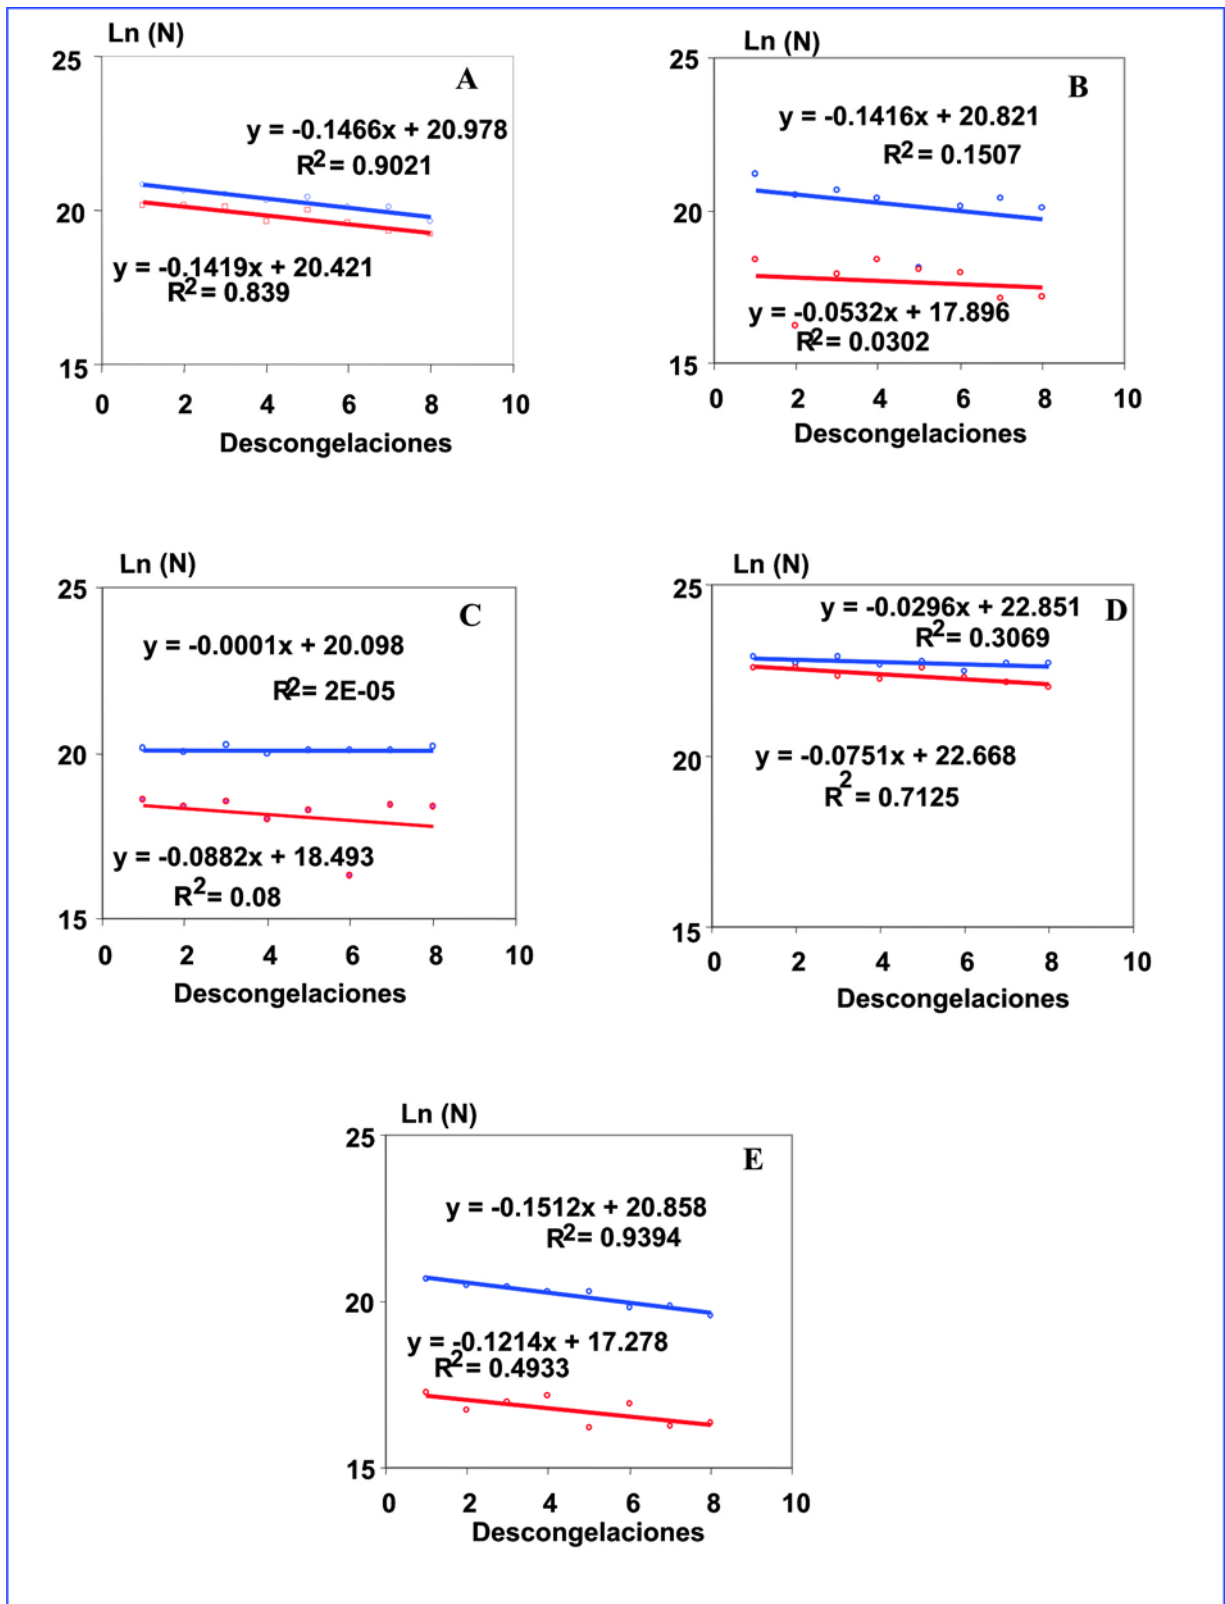 Ln (N)
A
25
y = -0.1466x + 20.978
R2 = 0.9021
20
y = -0.1419x + 20.421
R2 = 0.839
15
0 2 4 6 8 10
Descongelaciones
Ln (N)
B
25
y = -0.1416x + 20.821
R2 = 0.1507
20
y = -0.0532x + 17.896
R2 = 0.0302
15
0 2 4 6 8 10
Descongelaciones
Ln (N)
25
C
y = -0.0001x + 20.098
R2 = 2E-05
20
y = -0.0882x + 18.493
R2 = 0.08
15
0 2 4 6 8 10
Descongelaciones
Ln (N)
25
y = -0.0296x + 22.851
D
R2 = 0.3069
20
y = -0.0751x + 22.668
R2 = 0.7125
15
0 2 4 6 8 10
Descongelaciones
Ln (N)
25
E
y = -0.1512x + 20.858
R2 = 0.9394
20
y = -0.1214x + 17.278
R2 = 0.4933
15
0 2 4 6 8 10
Descongelaciones